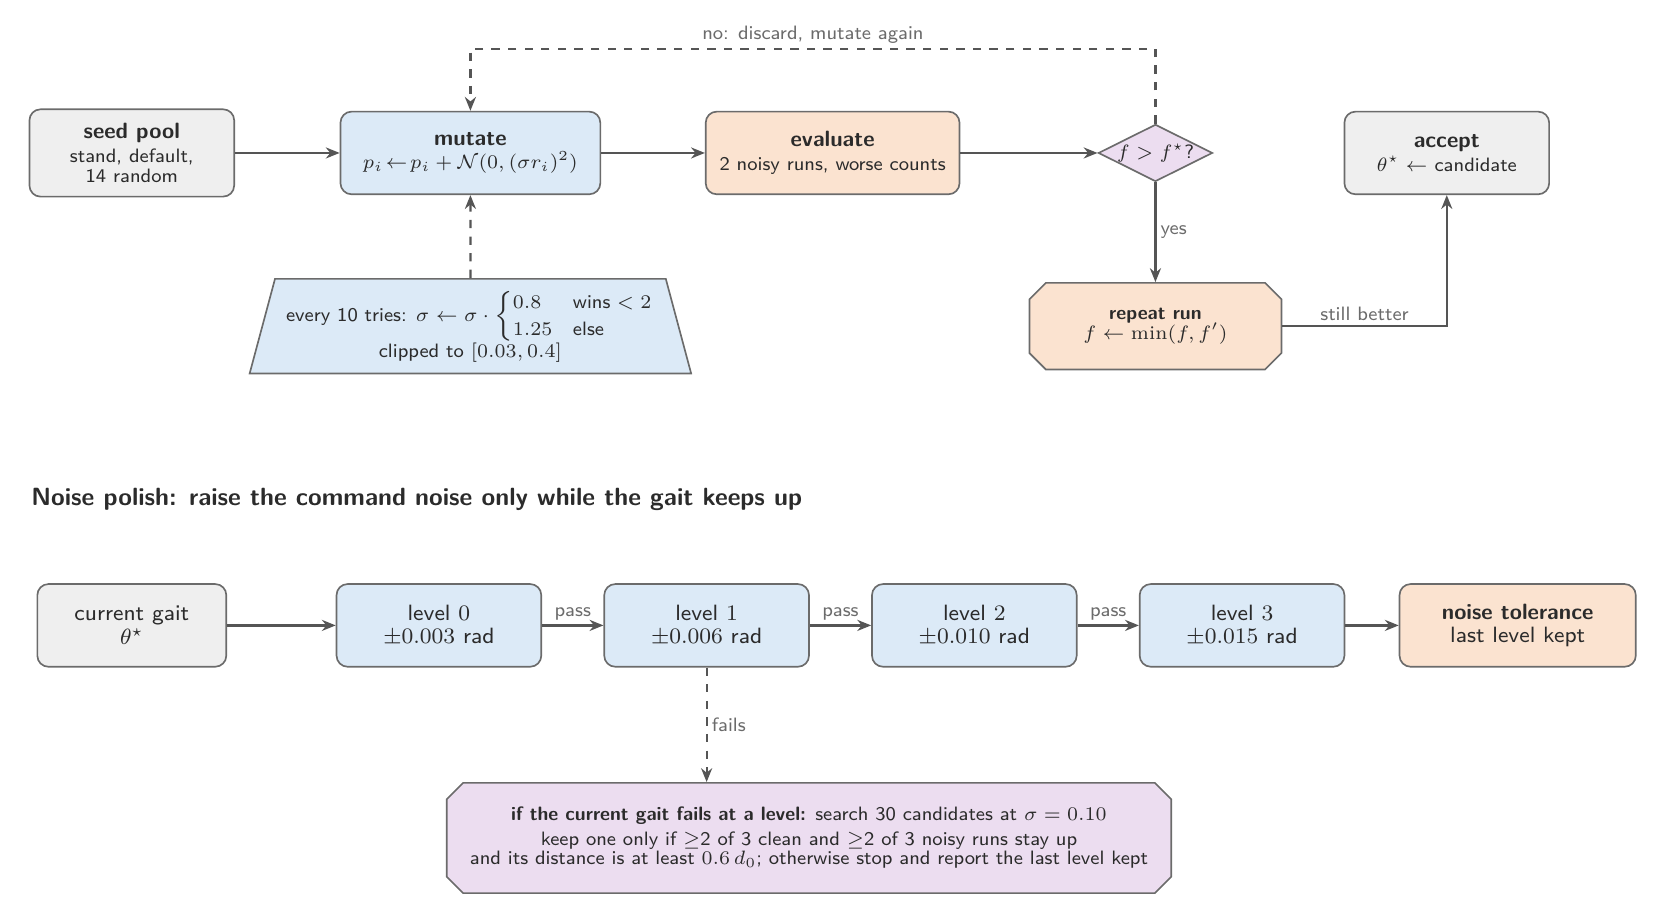 no: discard, mutate again
seed pool
stand, default,
14 random
mutate
p_i ← p_i + 𝒩(0, (σr_i)²)
evaluate
2 noisy runs, worse counts
f > f⋆?
accept
θ⋆ ← candidate
yes
every 10 tries: σ ← σ · { 0.8 wins < 2
1.25 else
clipped to [0.03, 0.4]
repeat run
f ← min(f, f′)
still better
Noise polish: raise the command noise only while the gait keeps up
current gait
θ⋆
level 0
±0.003 rad
pass
level 1
±0.006 rad
pass
level 2
±0.010 rad
pass
level 3
±0.015 rad
noise tolerance
last level kept
fails
if the current gait fails at a level: search 30 candidates at σ = 0.10
keep one only if ≥2 of 3 clean and ≥2 of 3 noisy runs stay up
and its distance is at least 0.6 d₀; otherwise stop and report the last level kept